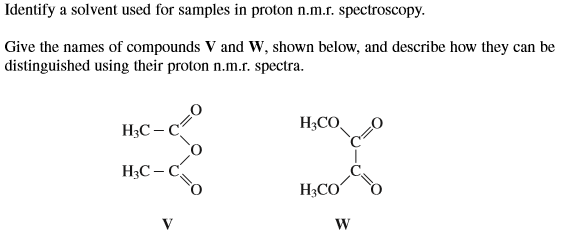 Identify a solvent used for samples in proton n.m.r. spectroscopy.
Give the names of compounds V and W, shown below, and describe how they can be
distinguished using their proton n.m.r. spectra.
O
H₃C – C
O
H₃C – C
O
V
H₃CO
O
C
C
H₃CO
O
W